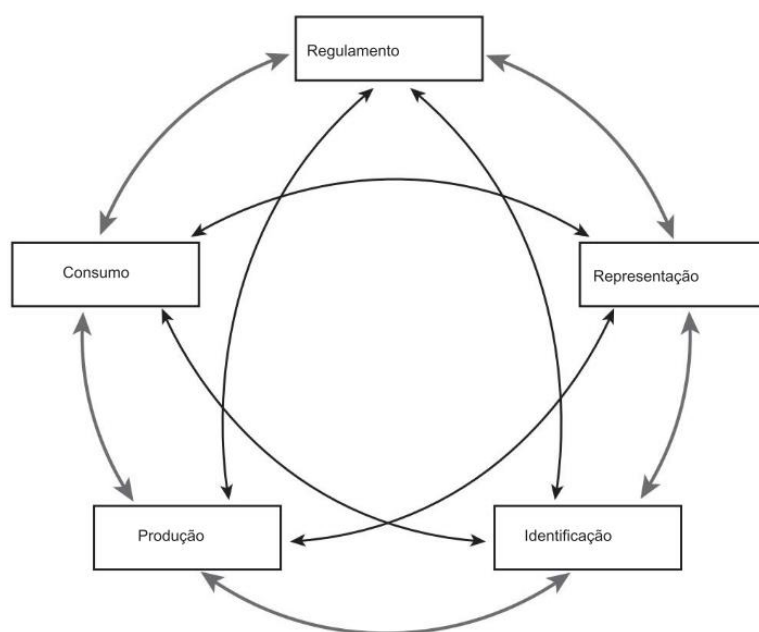 Regulamento
Consumo
Representação
Produção
Identificação